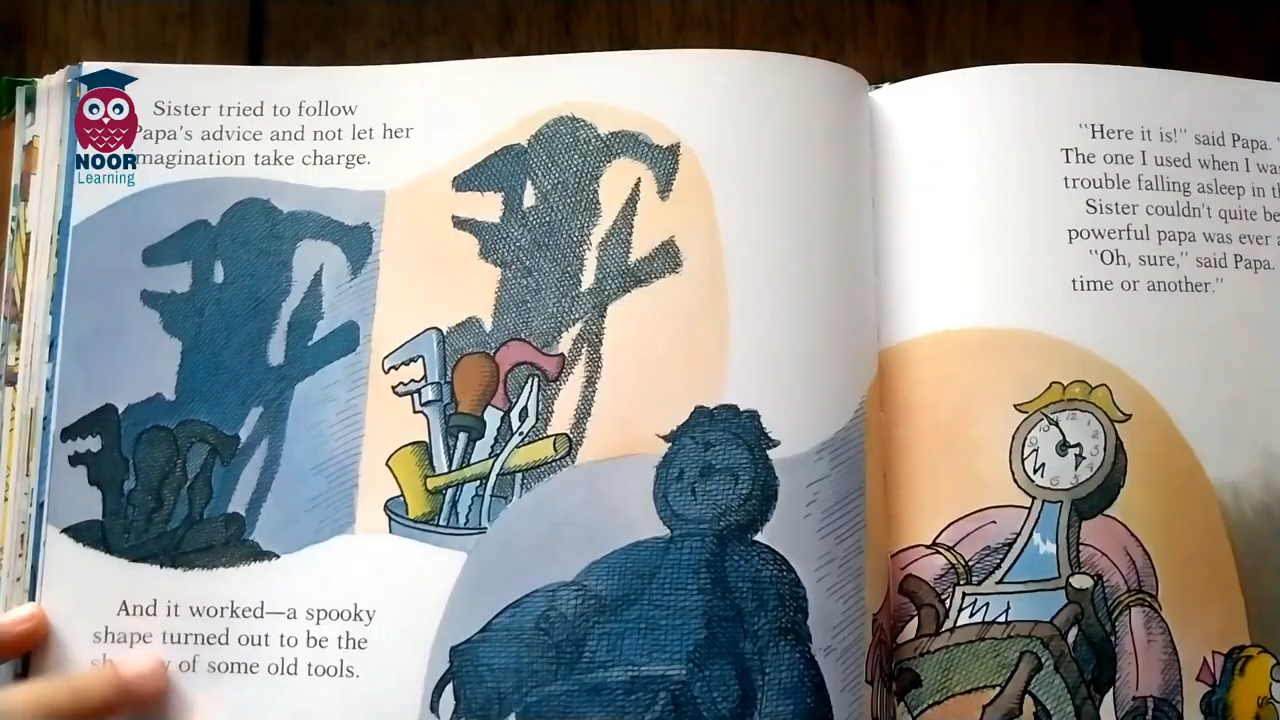 NOOR
Learning
Sister tried to follow
Papa's advice and not let her
imagination take charge.
And it worked—a spooky
shape turned out to be the
of some old tools.
"Here it is!" said Papa.
The one I used when I was
trouble falling asleep in
Sister couldn't quite
powerful papa was ever
"Oh, sure," said Papa.
time or another."